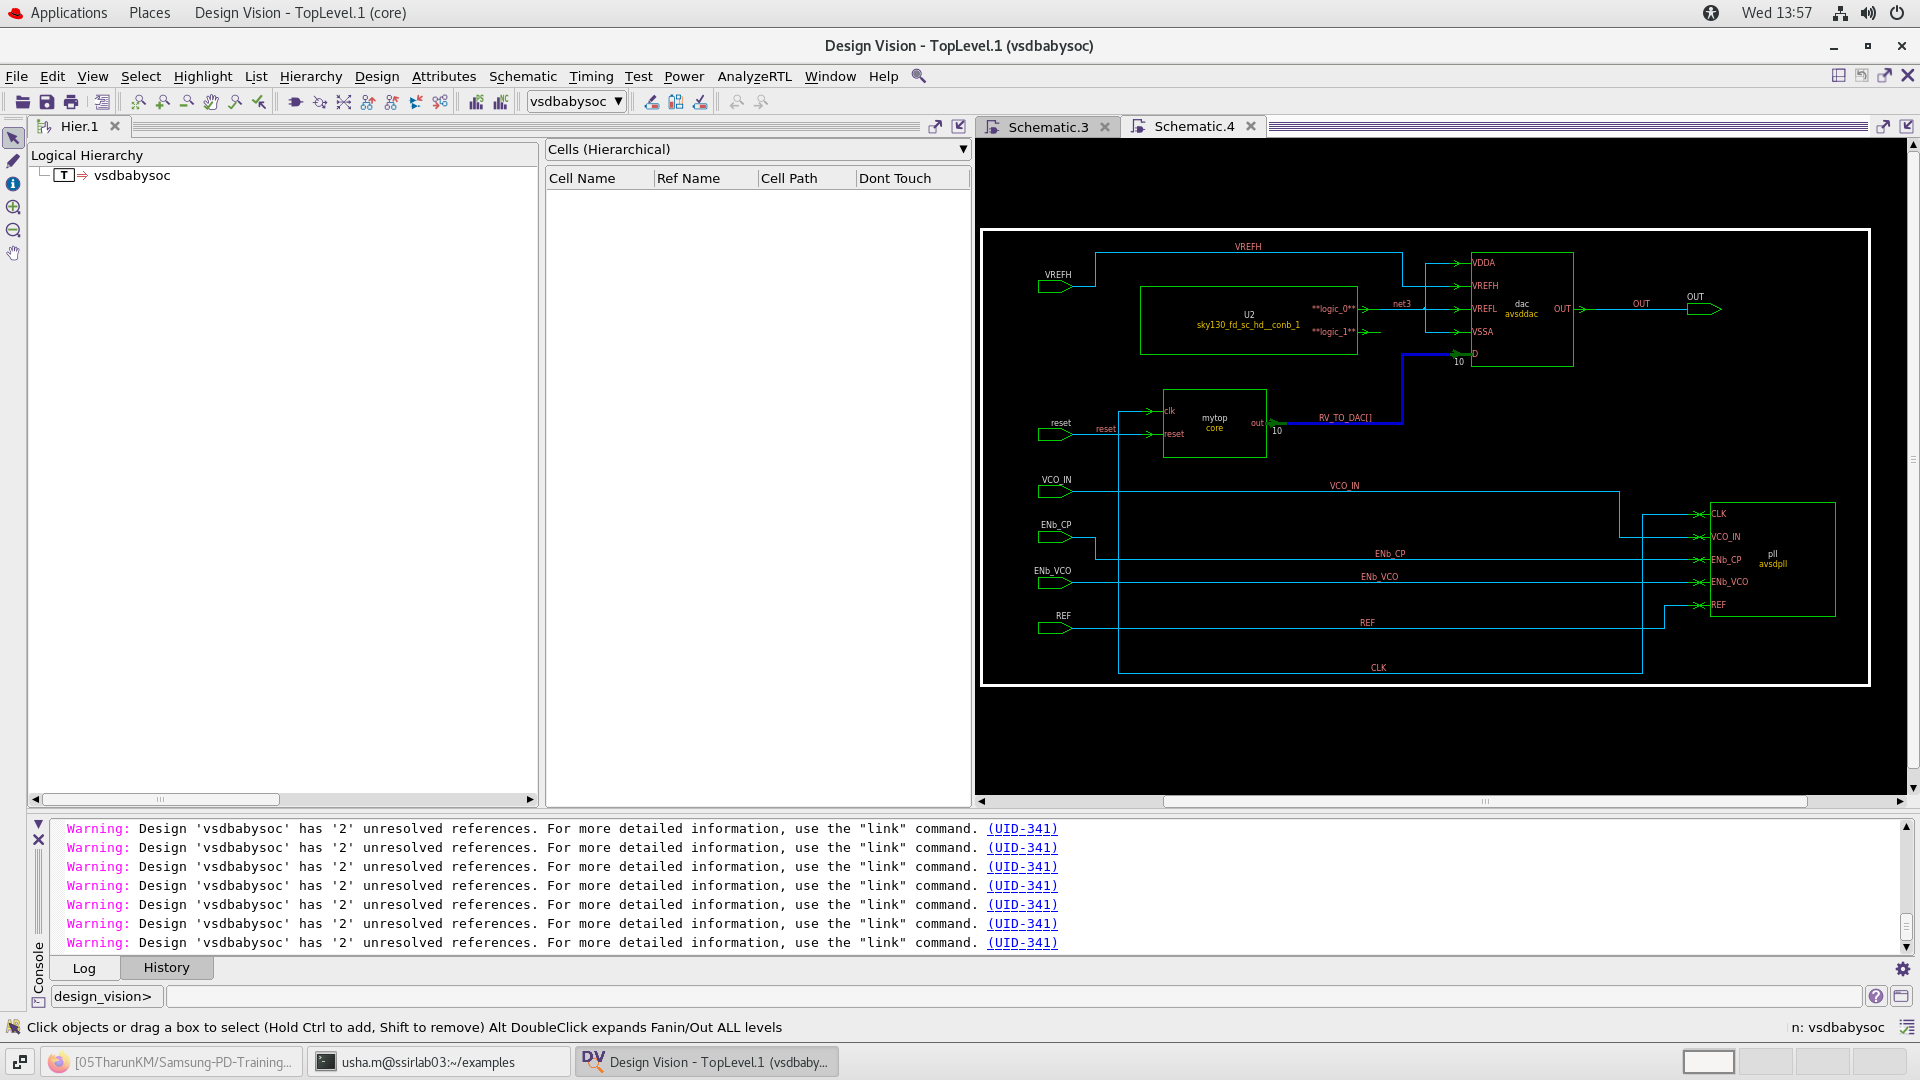 Applications Places Design Vision - TopLevel.1 (core) Wed 13:57
Design Vision - TopLevel.1 (vsdbabysoc)
File Edit View Select Highlight List Hierarchy Design Attributes Schematic Timing Test Power AnalyzeRTL Window Help
vsdbabysoc
Hier.1
Schematic.3 Schematic.4
Logical Hierarchy
T vsdbabysoc
Cells (Hierarchical)
Cell Name Ref Name Cell Path Dont Touch
VREFH
VREFH
VDDA
VREFH
VREFL
VSSA
D
10
dac
avsddac
OUT
OUT
OUT
U2
sky130_fd_sc_hd__conb_1
**logic_0**
**logic_1**
net3
clk
reset
mytop
core
out
10
RV_TO_DAC[]
reset
reset
VCO_IN
VCO_IN
ENb_CP
ENb_CP
ENb_VCO
ENb_VCO
REF
REF
CLK
CLK
VCO_IN
ENb_CP
ENb_VCO
REF
pll
avsdpll
Warning: Design 'vsdbabysoc' has '2' unresolved references. For more detailed information, use the "link" command. (UID-341)
Warning: Design 'vsdbabysoc' has '2' unresolved references. For more detailed information, use the "link" command. (UID-341)
Warning: Design 'vsdbabysoc' has '2' unresolved references. For more detailed information, use the "link" command. (UID-341)
Warning: Design 'vsdbabysoc' has '2' unresolved references. For more detailed information, use the "link" command. (UID-341)
Warning: Design 'vsdbabysoc' has '2' unresolved references. For more detailed information, use the "link" command. (UID-341)
Warning: Design 'vsdbabysoc' has '2' unresolved references. For more detailed information, use the "link" command. (UID-341)
Warning: Design 'vsdbabysoc' has '2' unresolved references. For more detailed information, use the "link" command. (UID-341)
Console
Log History
design_vision>
Click objects or drag a box to select (Hold Ctrl to add, Shift to remove) Alt DoubleClick expands Fanin/Out ALL levels
n: vsdbabysoc
[05TharunKM/Samsung-PD-Training... usha.m@ssirlab03:~/examples DV Design Vision - TopLevel.1 (vsdbaby...